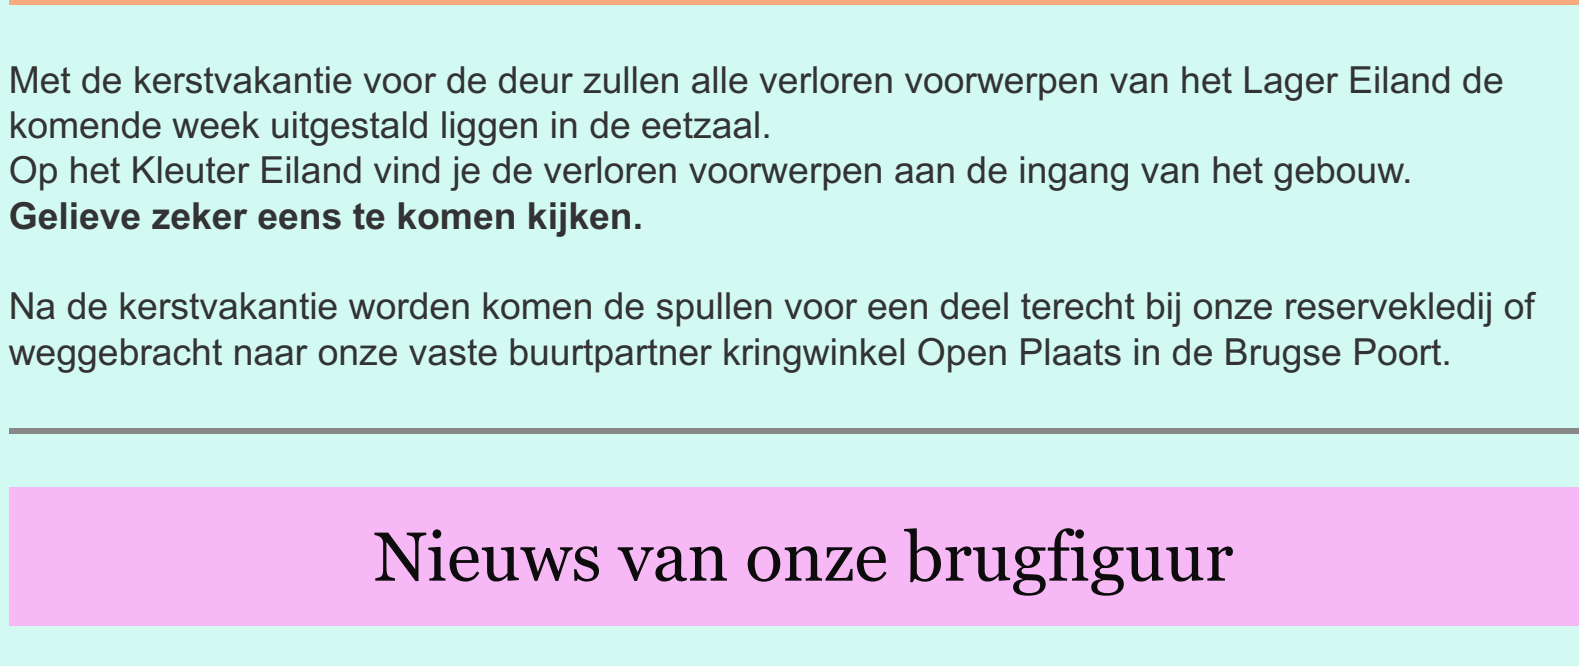 Met de kerstvakantie voor de deur zullen alle verloren voorwerpen van het Lager Eiland de
komende week uitgestald liggen in de eetzaal.
Op het Kleuter Eiland vind je de verloren voorwerpen aan de ingang van het gebouw.
Gelieve zeker eens te komen kijken.
Na de kerstvakantie worden komen de spullen voor een deel terecht bij onze reservekledij of
weggebracht naar onze vaste buurtpartner kringwinkel Open Plaats in de Brugse Poort.
Nieuws van onze brugfiguur